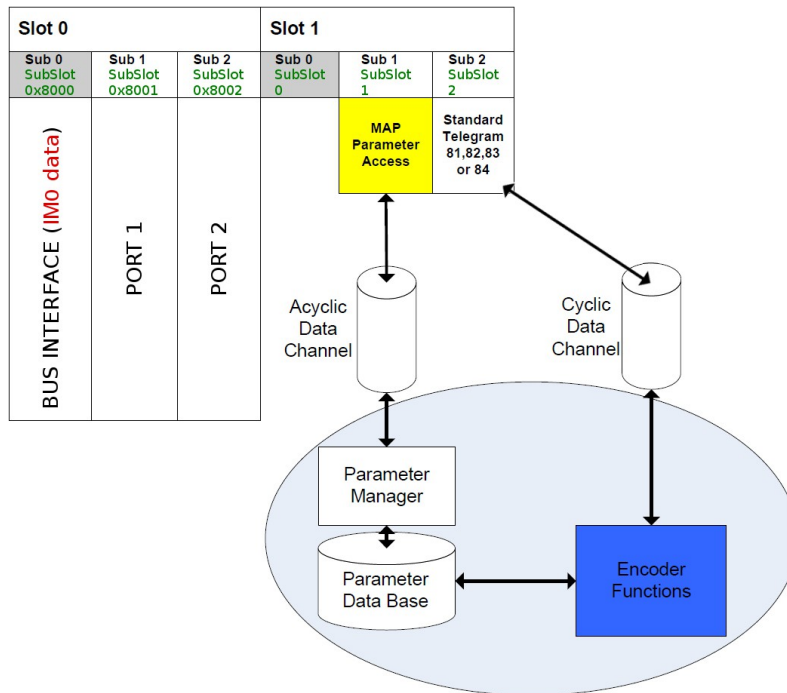 Slot 0
Slot 1
Sub 0
SubSlot
0x8000
Sub 1
SubSlot
0x8001
Sub 2
SubSlot
0x8002
Sub 0
SubSlot
0
Sub 1
SubSlot
1
Sub 2
SubSlot
2
BUS INTERFACE (IM0 data)
PORT 1
PORT 2
MAP
Parameter
Access
Standard
Telegram
81,82,83
or 84
Acyclic
Data
Channel
Cyclic
Data
Channel
Parameter
Manager
Parameter
Data Base
Encoder
Functions